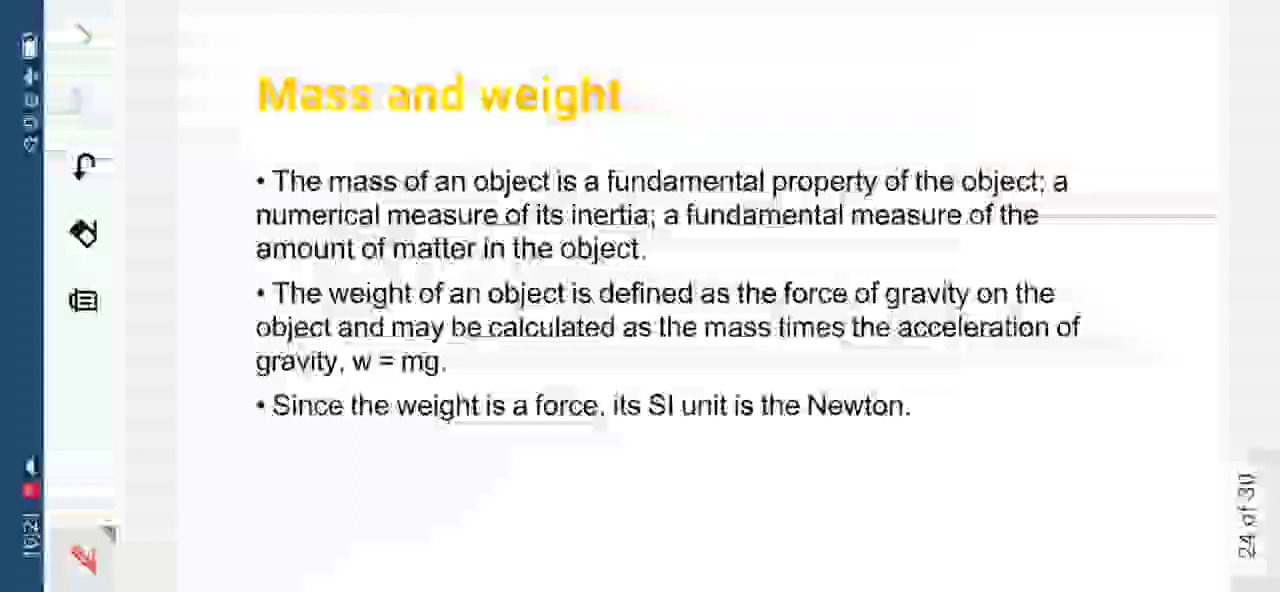 Mass and weight
• The mass of an object is a fundamental property of the object; a
numerical measure of its inertia; a fundamental measure of the
amount of matter in the object.
• The weight of an object is defined as the force of gravity on the
object and may be calculated as the mass times the acceleration of
gravity, w = mg.
• Since the weight is a force, its SI unit is the Newton.
24 of 30